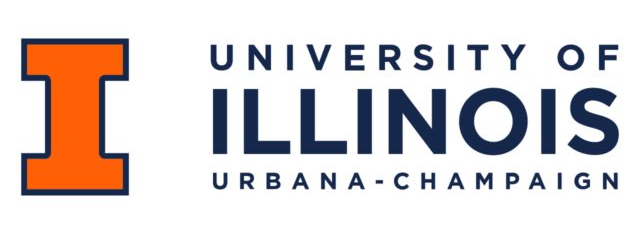 I
UNIVERSITY OF
ILLINOIS
URBANA-CHAMPAIGN